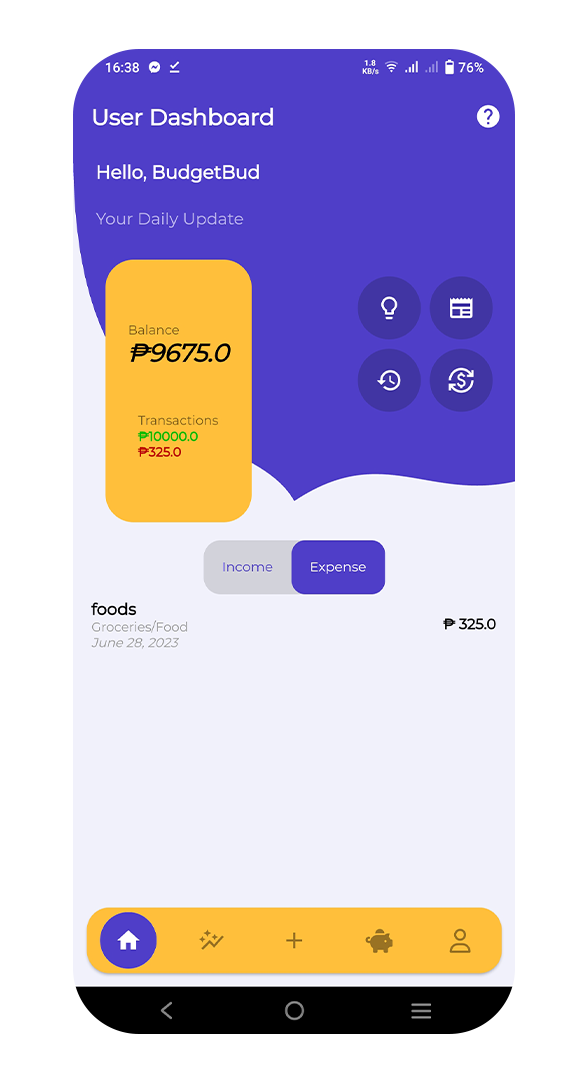 16:38
1.8
KB/s
76%
User Dashboard
?
Hello, BudgetBud
Your Daily Update
Balance
₱9675.0
Transactions
₱10000.0
₱325.0
Income
Expense
foods
Groceries/Food
June 28, 2023
₱ 325.0